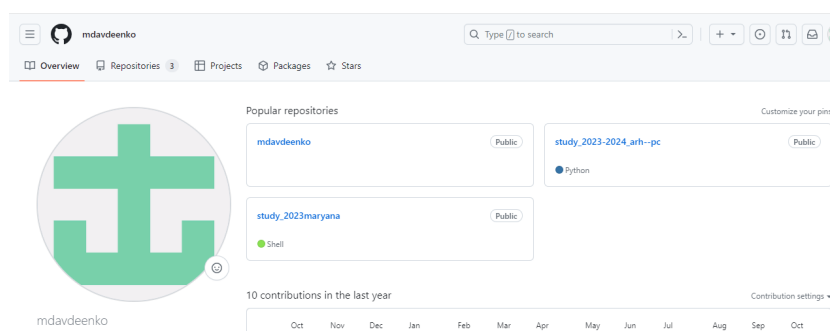 mdavdeenko
Type / to search
Overview Repositories 3 Projects Packages Stars
Popular repositories
Customize your pins
mdavdeenko Public
study_2023-2024_arh--pc Public
Python
study_2023maryana Public
Shell
10 contributions in the last year
Contribution settings
mdavdeenko
Oct Nov Dec Jan Feb Mar Apr May Jun Jul Aug Sep Oct